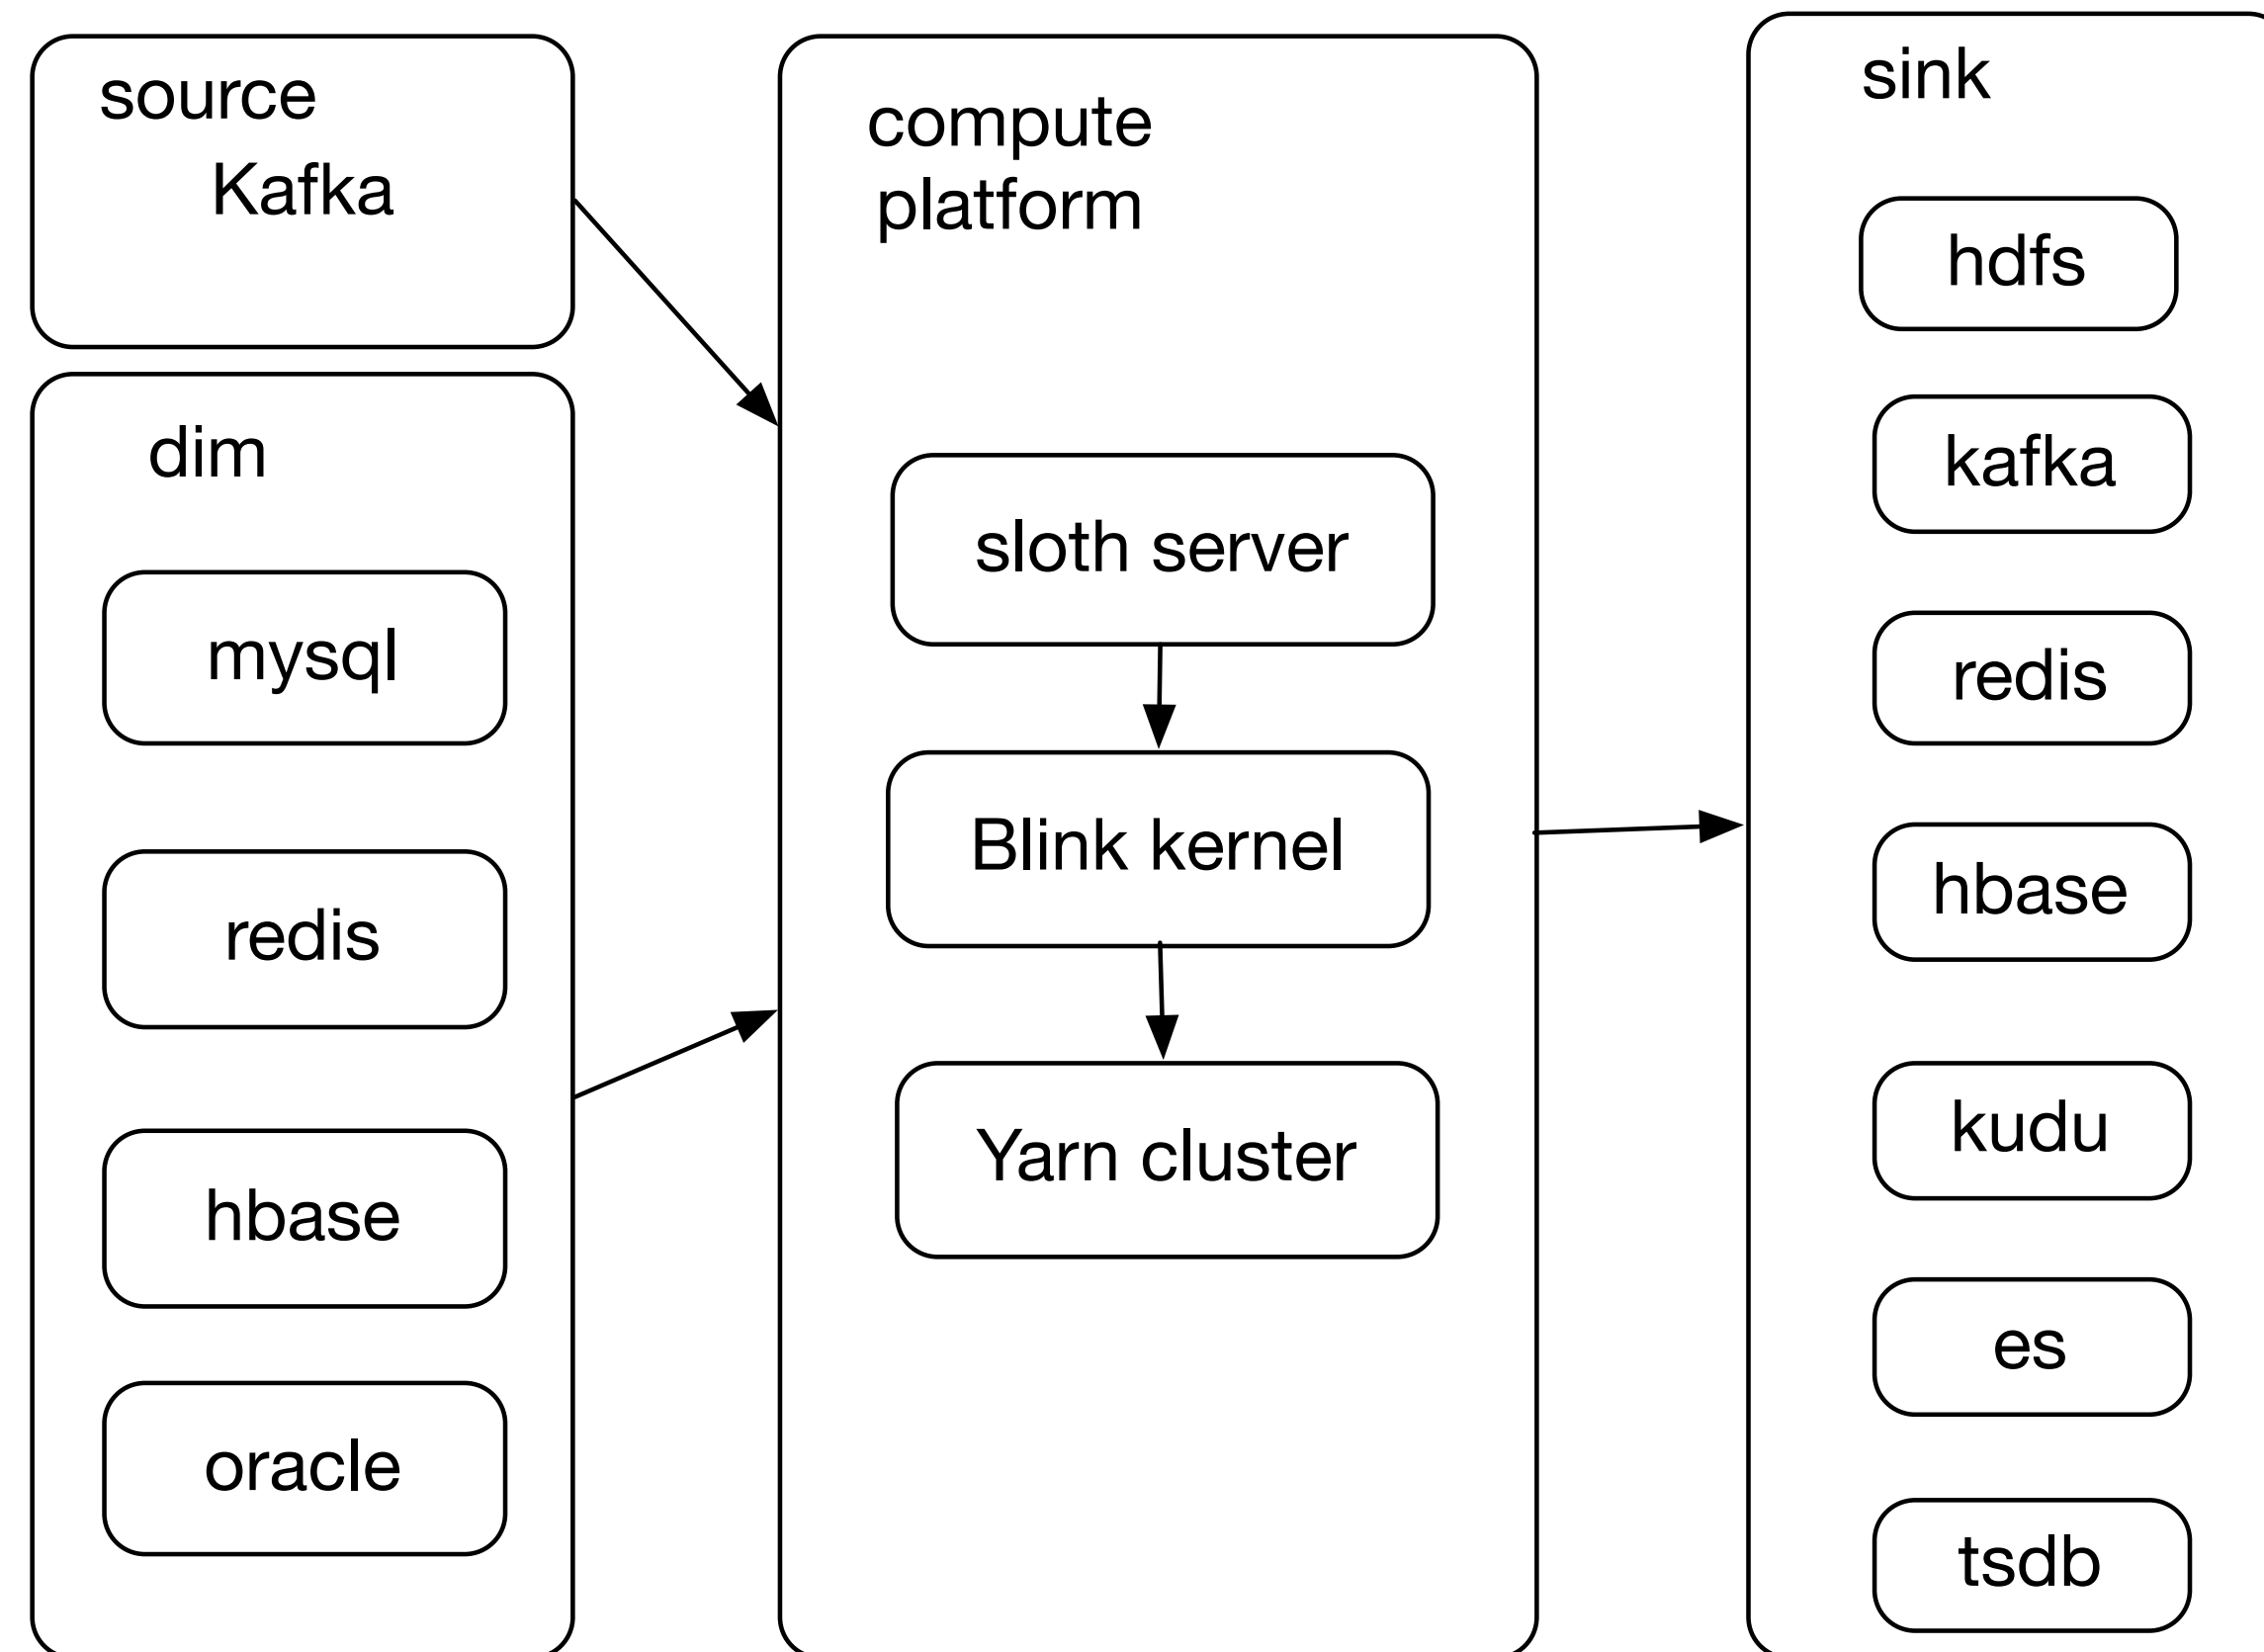 source
Kafka
dim
mysql
redis
hbase
oracle
compute
platform
sloth server
Blink kernel
Yarn cluster
sink
hdfs
kafka
redis
hbase
kudu
es
tsdb